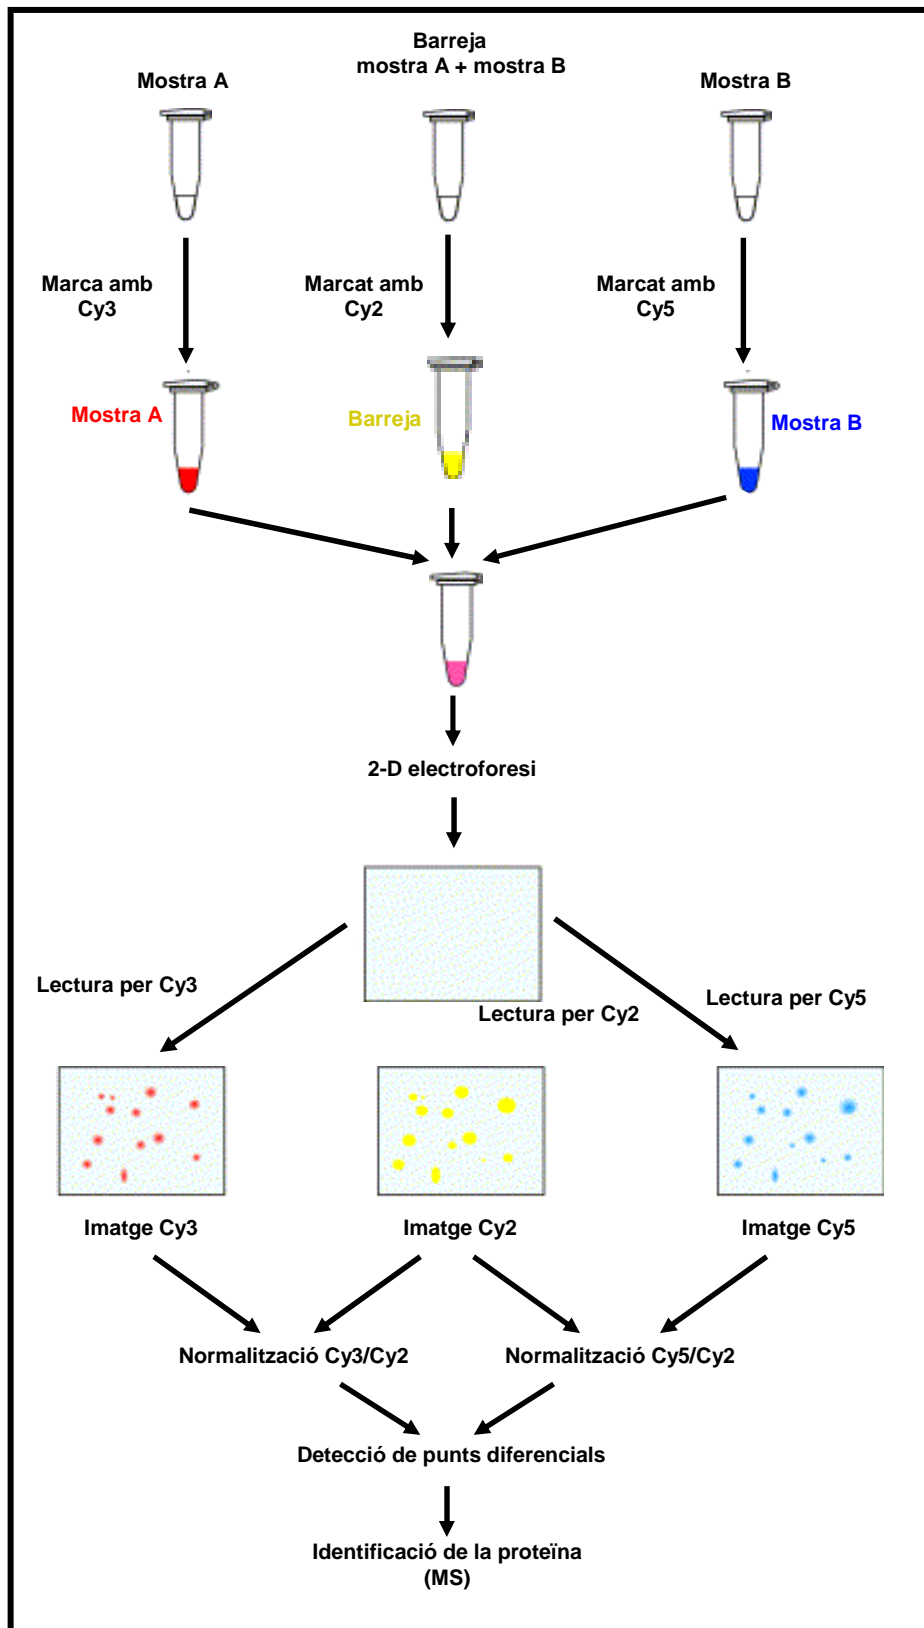 Barreja
mostra A + mostra B
Mostra A
Mostra B
Marca amb
Cy3
Marcat amb
Cy2
Marcat amb
Cy5
Mostra A
Barreja
Mostra B
2-D electroforesi
Lectura per Cy3
Lectura per Cy2
Lectura per Cy5
Imatge Cy3
Imatge Cy2
Imatge Cy5
Normalització Cy3/Cy2
Normalització Cy5/Cy2
Detecció de punts diferencials
Identificació de la proteïna
(MS)